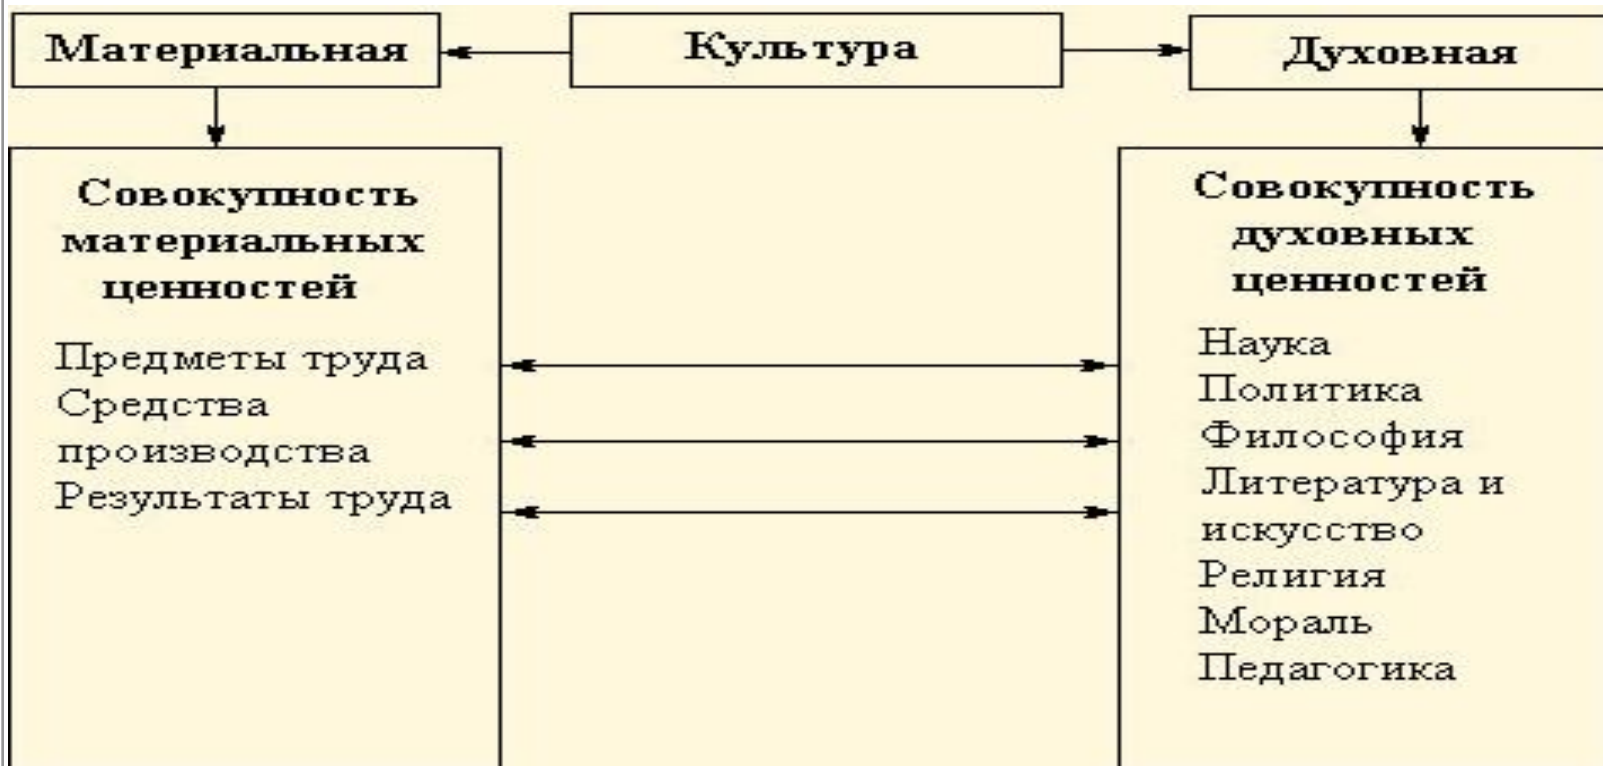 Материальная
Культура
Духовная
Совокупность
материальных
ценностей
Предметы труда
Средства
производства
Результаты труда
Совокупность
духовных
ценностей
Наука
Политика
Философия
Литература и
искусство
Религия
Мораль
Педагогика